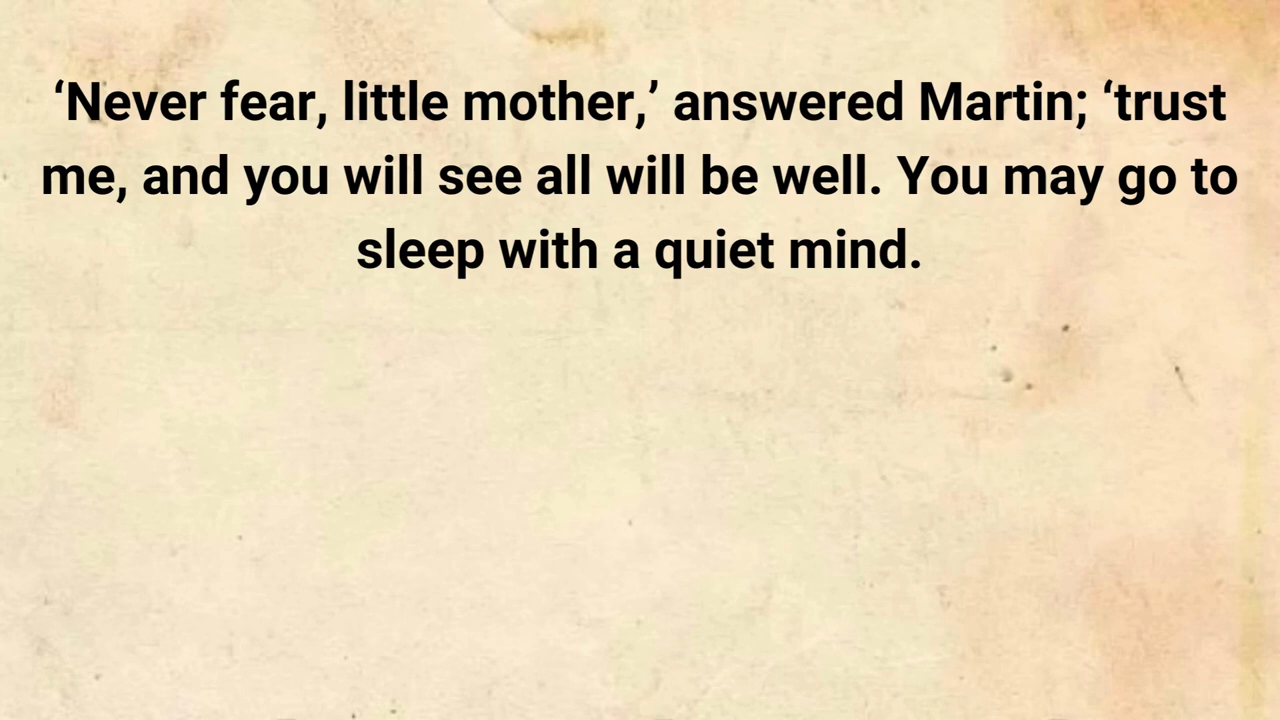 ‘Never fear, little mother,’ answered Martin; ‘trust
me, and you will see all will be well. You may go to
sleep with a quiet mind.